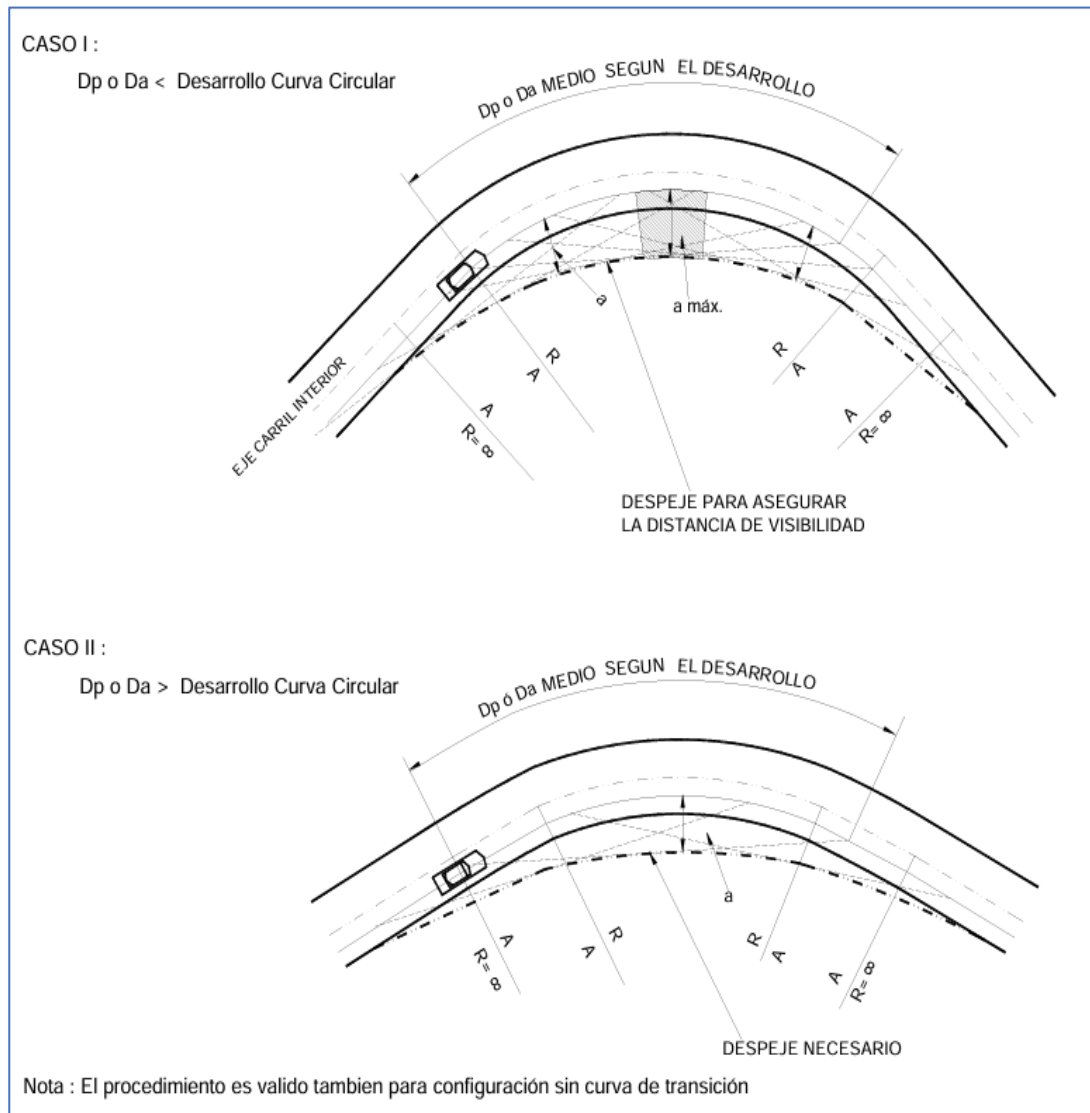 CASO I :
Dp o Da < Desarrollo Curva Circular
Dp o Da MEDIO SEGUN EL DESARROLLO
a
a máx.
R
A
A
R= ∞
R
A
A
R= ∞
EJE CARRIL INTERIOR
DESPEJE PARA ASEGURAR
LA DISTANCIA DE VISIBILIDAD
CASO II :
Dp o Da > Desarrollo Curva Circular
Dp ó Da MEDIO SEGUN EL DESARROLLO
a
A
R= ∞
R
A
R
A
A
R= ∞
DESPEJE NECESARIO
Nota : El procedimiento es valido tambien para configuración sin curva de transición